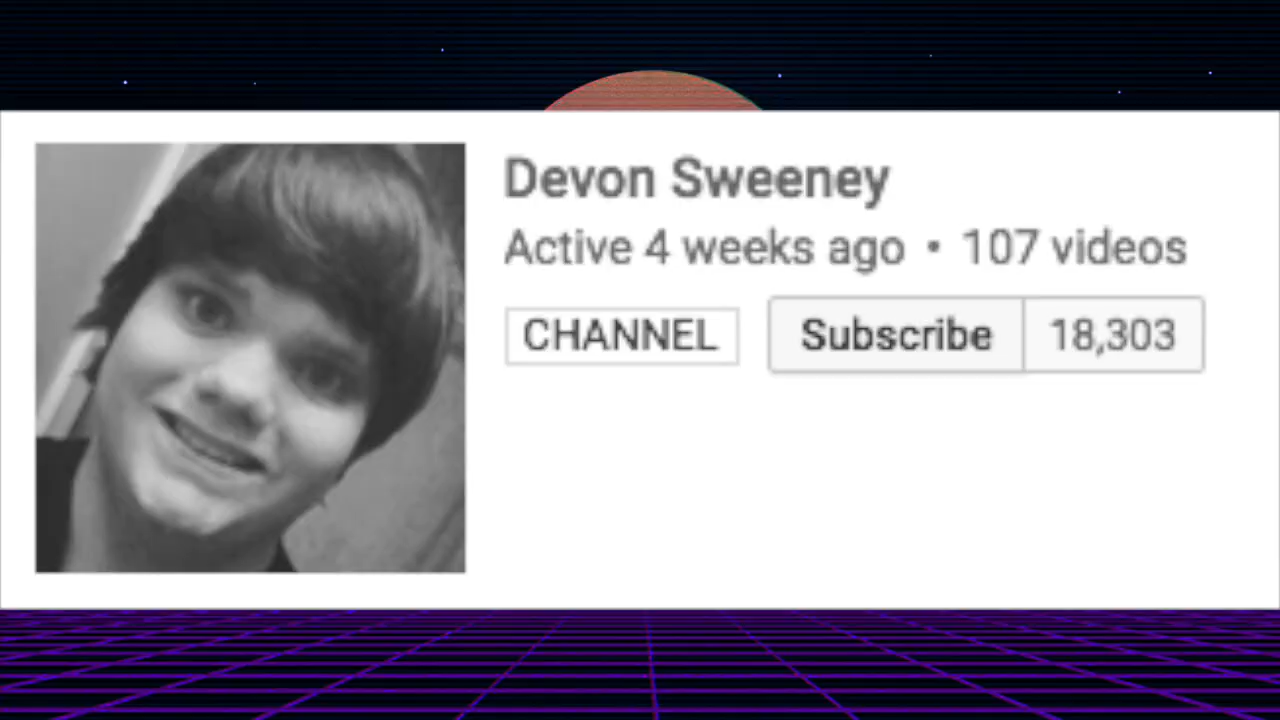 Devon Sweeney
Active 4 weeks ago • 107 videos
CHANNEL Subscribe 18,303